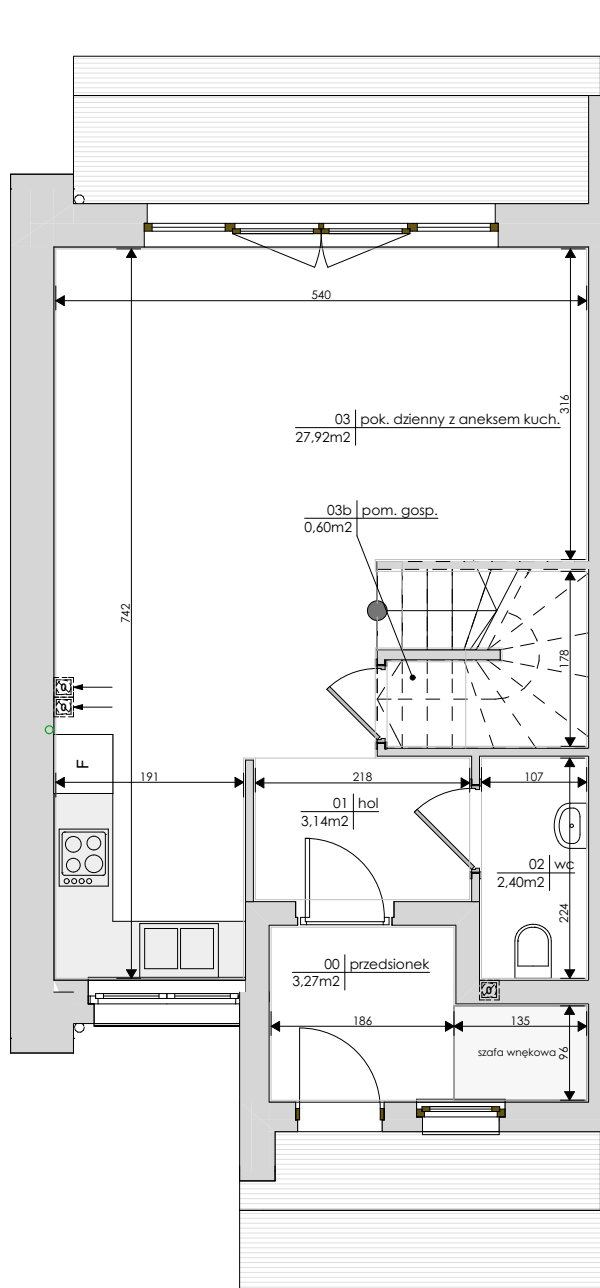 540
316
03 pok. dzienny z aneksem kuch.
27,92m2
03b pom. gosp.
0,60m2
742
178
F
191
218
107
01 hol
3,14m2
02 wc
2,40m2
224
00 przedsionek
3,27m2
186
135
szafa wnękowa
96